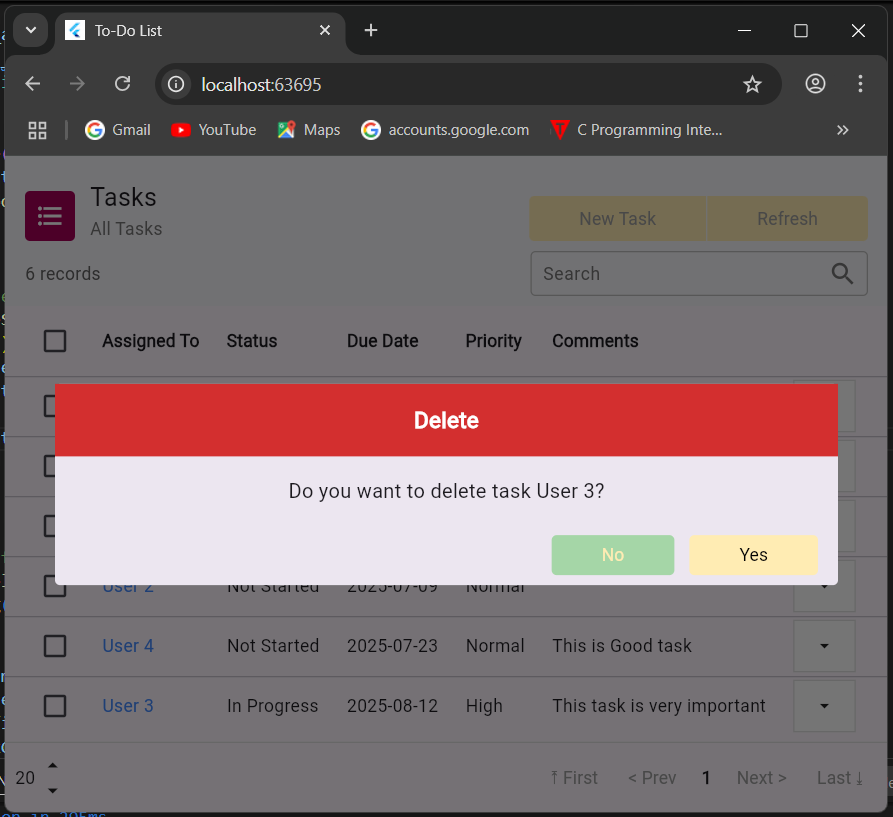 To-Do List
localhost:63695
Gmail YouTube Maps accounts.google.com C Programming Inte...
Tasks
All Tasks
New Task Refresh
6 records
Search
Assigned To Status Due Date Priority Comments
Delete
Do you want to delete task User 3?
No Yes
User 2 Not Started 2025-07-09 Normal
User 4 Not Started 2025-07-23 Normal This is Good task
User 3 In Progress 2025-08-12 High This task is very important
20 First < Prev 1 Next > Last